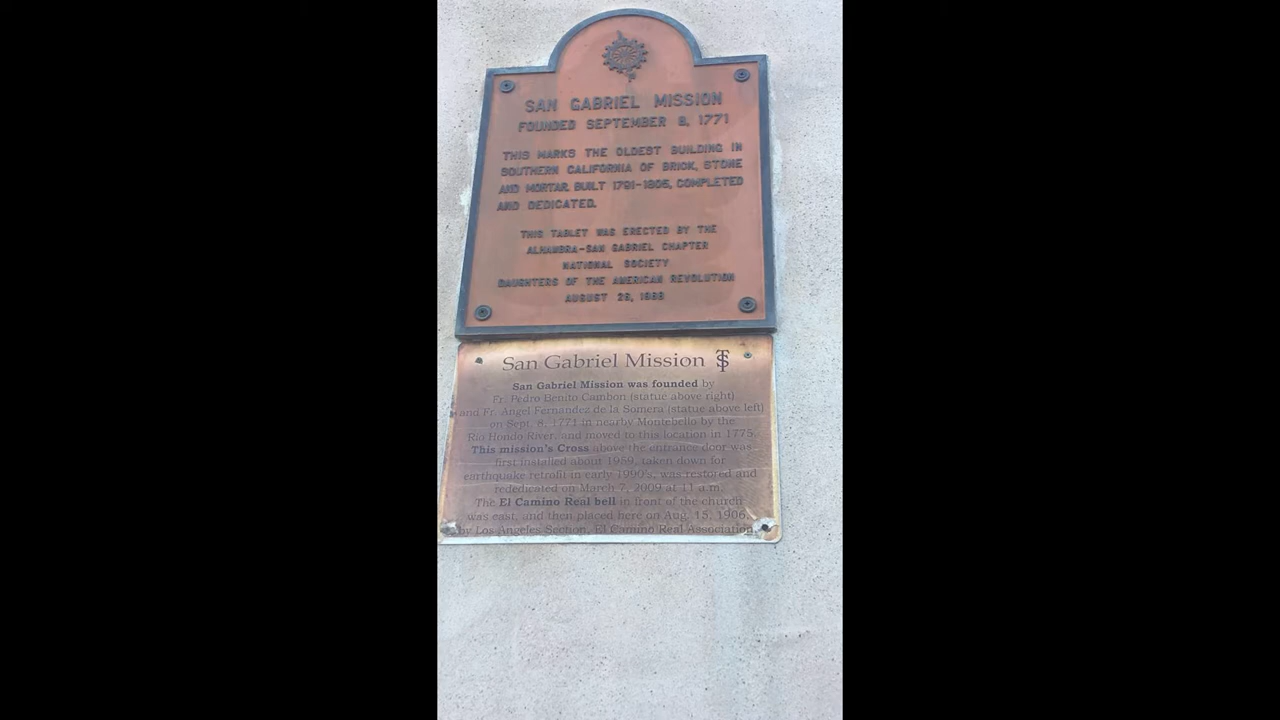 SAN GABRIEL MISSION
FOUNDED SEPTEMBER 8, 1771
THIS MARKS THE OLDEST BUILDING IN
SOUTHERN CALIFORNIA OF BRICK, STONE
AND MORTAR. BUILT 1791-1805, COMPLETED
AND DEDICATED.
THIS TABLET WAS ERECTED BY THE
ALHAMBRA-SAN GABRIEL CHAPTER
NATIONAL SOCIETY
DAUGHTERS OF THE AMERICAN REVOLUTION
AUGUST
San Gabriel Mission
San Gabriel Mission was founded by
Fr. Pedro Benito Cambon (statue above right)
and Fr. Angel Fernandez de la Somera (statue above left)
on Sept. 8, 1771 in nearby Montebello by the
Rio Hondo River, and moved to this location in 1775.
This mission's Cross above the entrance door was
first installed about 1959, taken down for
earthquake retrofit in early 1990's, was restored and
rededicated on March 7, 2009 at 11 a.m.
The El Camino Real bell in front of the church
was cast, and then placed here on Aug. 15, 1906,
by Los Angeles Section, El Camino Real Association.